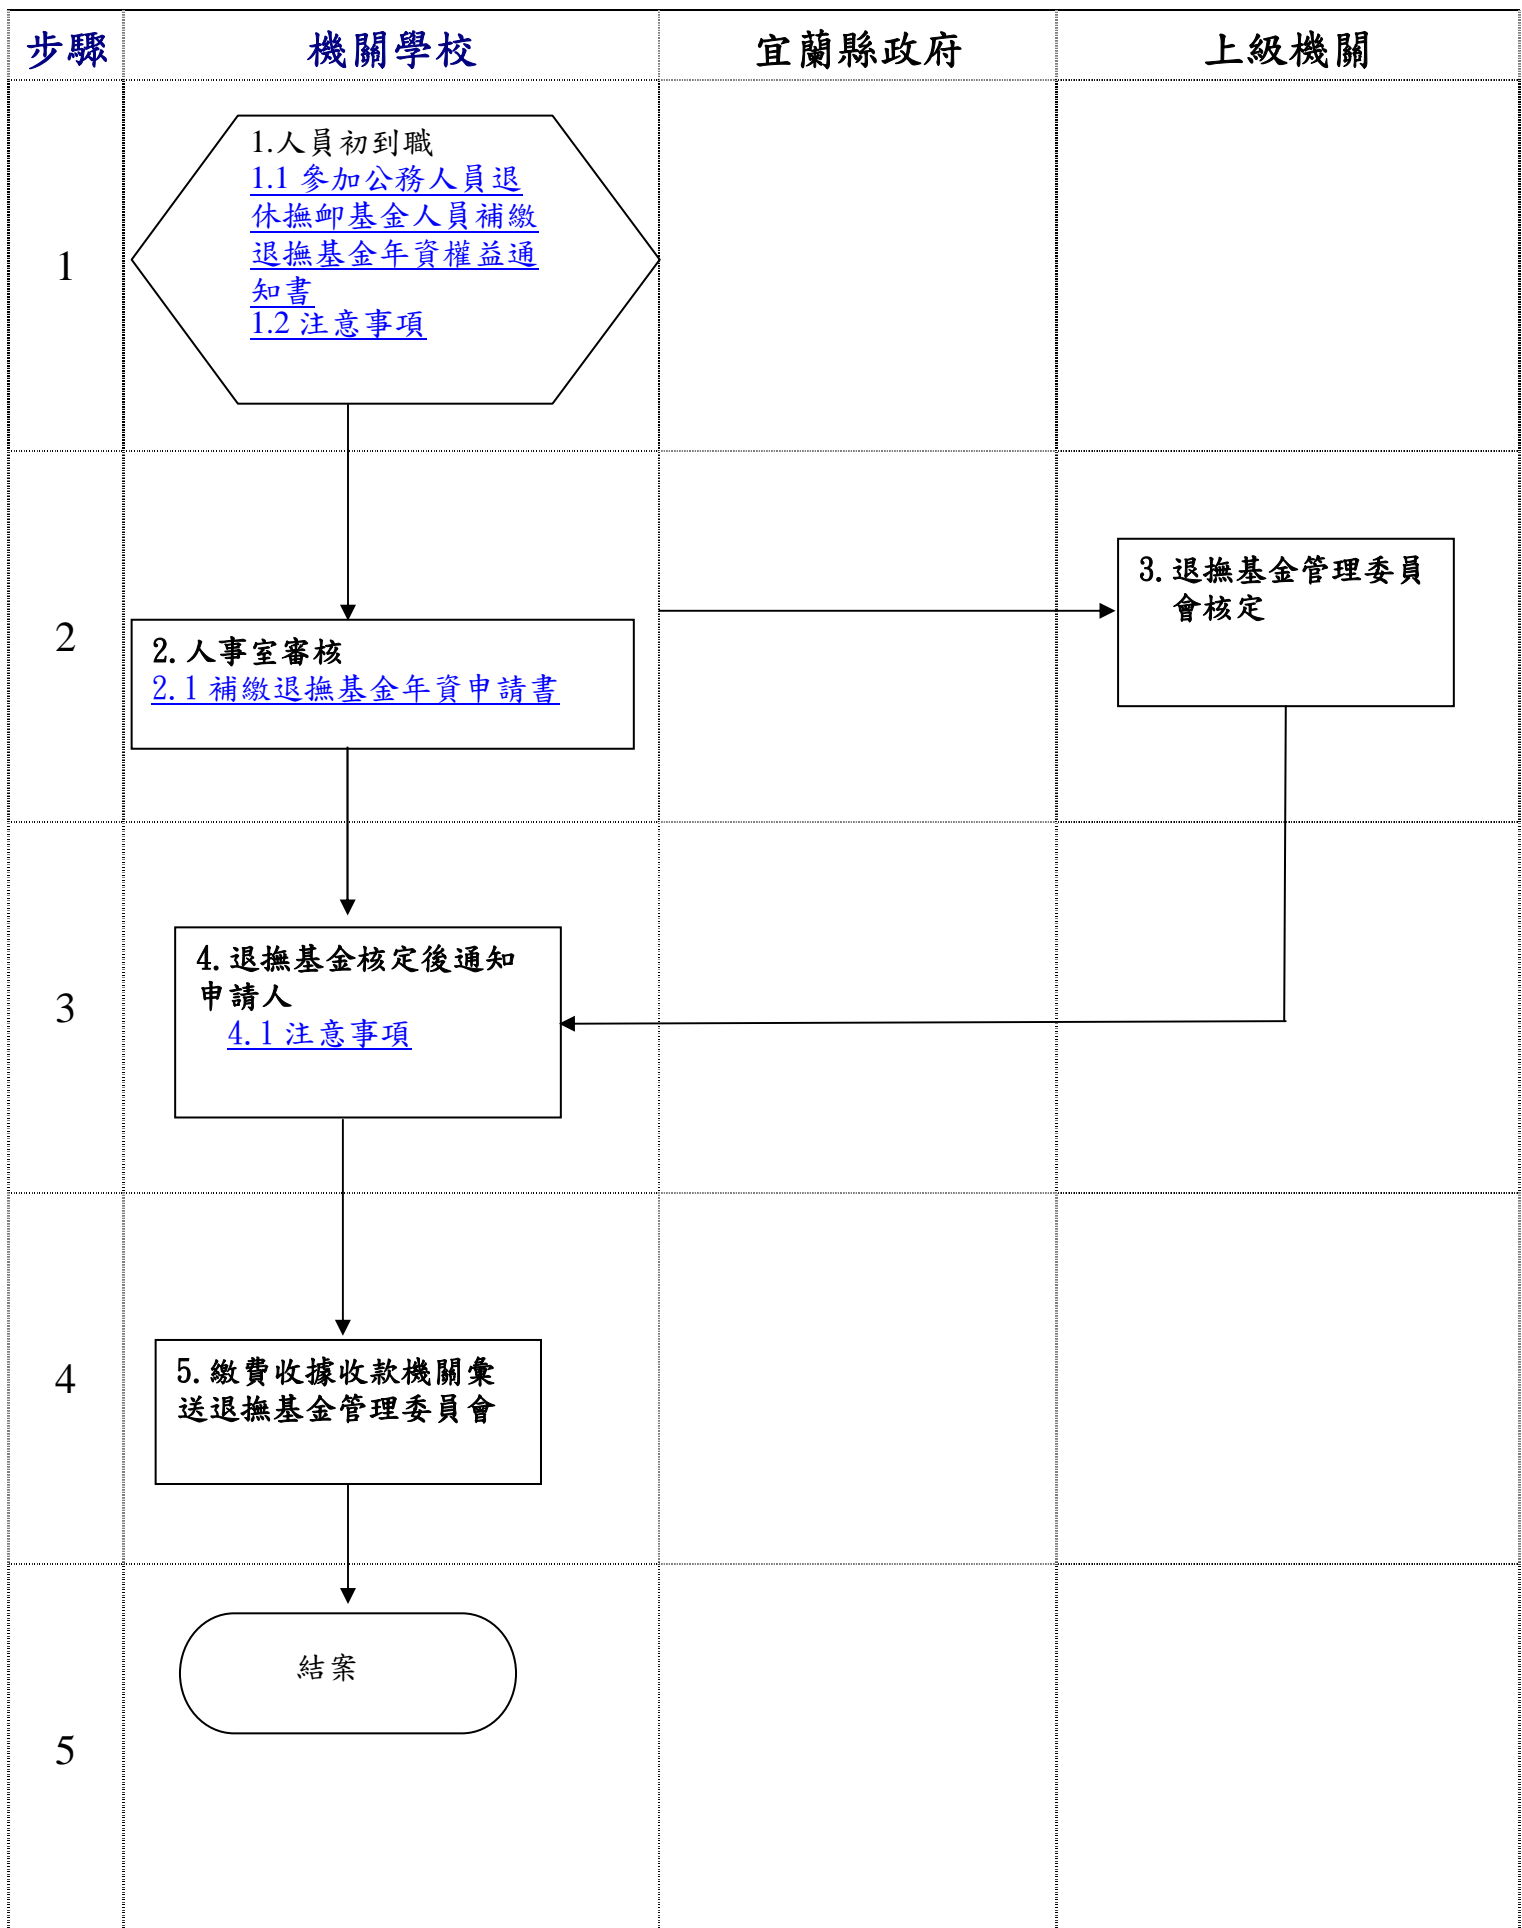 步驟
機關學校
宜蘭縣政府
上級機關
1
1.人員初到職
1.1 參加公務人員退
休撫卹基金人員補繳
退撫基金年資權益通
知書
1.2 注意事項
2
2.人事室審核
2.1 補繳退撫基金年資申請書
3.退撫基金管理委員
會核定
3
4.退撫基金核定後通知
申請人
4.1 注意事項
4
5.繳費收據收款機關彙
送退撫基金管理委員會
5
結案